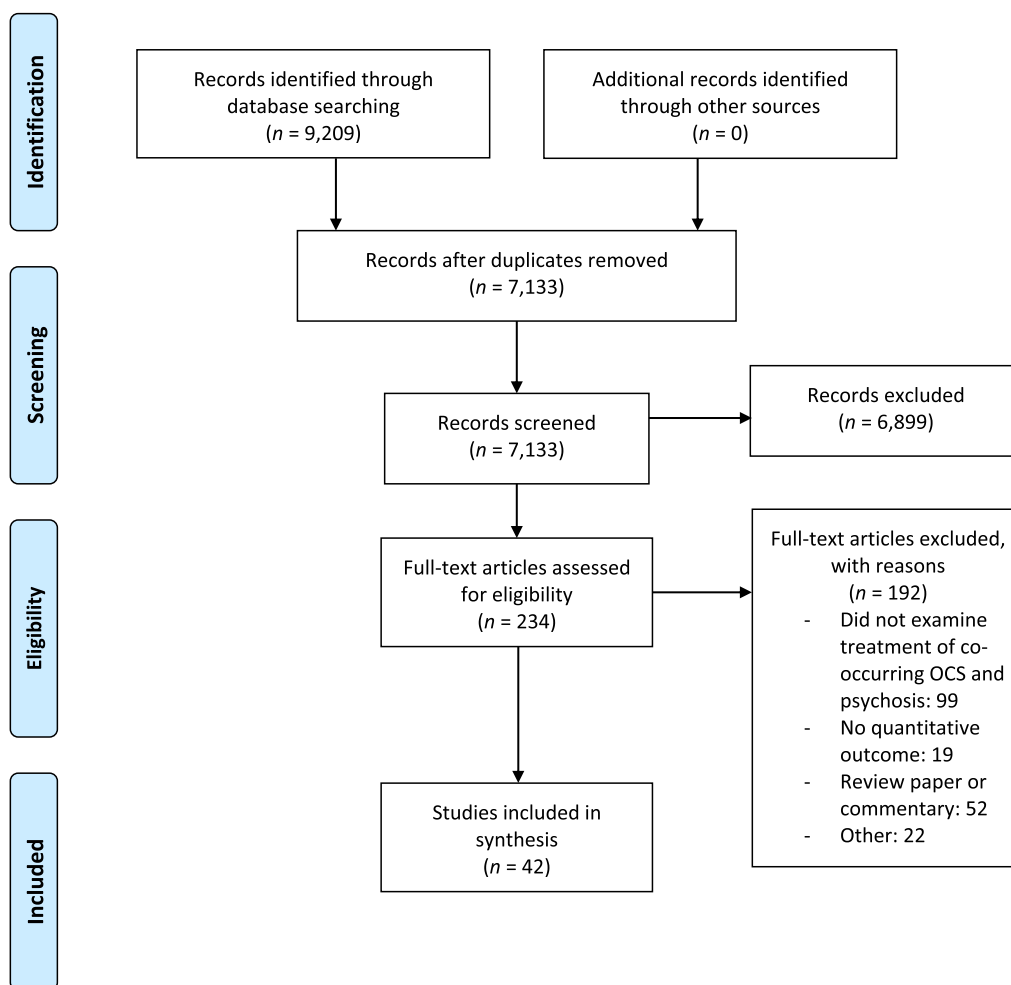 Identification
Records identified through
database searching
(n = 9,209)
Additional records identified
through other sources
(n = 0)
Records after duplicates removed
(n = 7,133)
Screening
Records screened
(n = 7,133)
Records excluded
(n = 6,899)
Eligibility
Full-text articles assessed
for eligibility
(n = 234)
Full-text articles excluded,
with reasons
(n = 192)
- Did not examine
treatment of co-
occurring OCS and
psychosis: 99
- No quantitative
outcome: 19
- Review paper or
commentary: 52
- Other: 22
Included
Studies included in
synthesis
(n = 42)